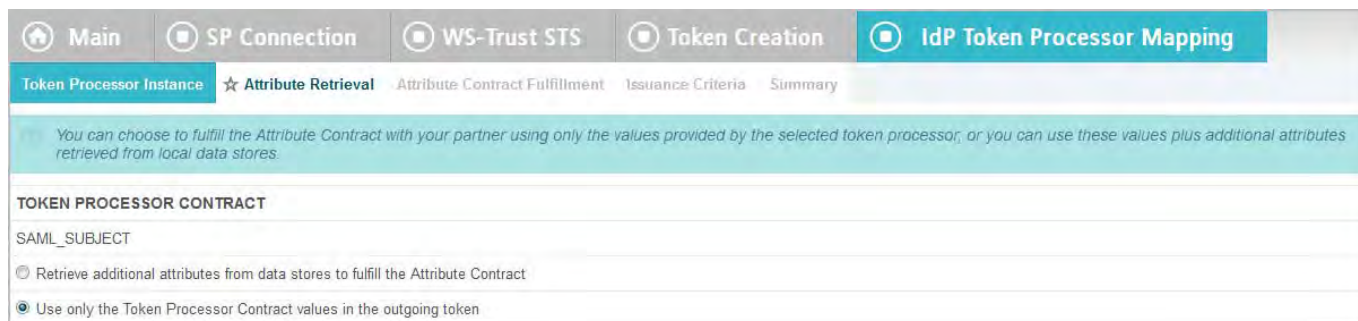 Main SP Connection WS-Trust STS Token Creation IdP Token Processor Mapping
Token Processor Instance Attribute Retrieval Attribute Contract Fulfillment Issuance Criteria Summary
You can choose to fulfill the Attribute Contract with your partner using only the values provided by the selected token processor, or you can use these values plus additional attributes
retrieved from local data stores.
TOKEN PROCESSOR CONTRACT
SAML_SUBJECT
Retrieve additional attributes from data stores to fulfill the Attribute Contract
Use only the Token Processor Contract values in the outgoing token